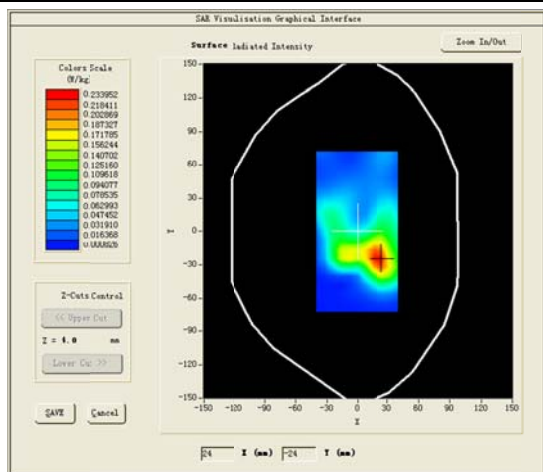 SAR Visualisation Graphical Interface
Surface Radiated Intensity
Zoom In/Out
Colors Scale
(W/kg)
0.233952
0.218411
0.202869
0.187327
0.171785
0.156244
0.140702
0.125160
0.109618
0.094077
0.078535
0.062993
0.047452
0.031910
0.016368
0.000826
150
120
90
60
30
0
-30
-60
-90
-120
-150
Y
-150 -120 -90 -60 -30 0 30 60 90 120 150
X
Z-Cuts Control
<< Upper Cut
Z = 4.0 mm
Lower Cut >>
SAVE Cancel
24 X (mm) -24 Y (mm)